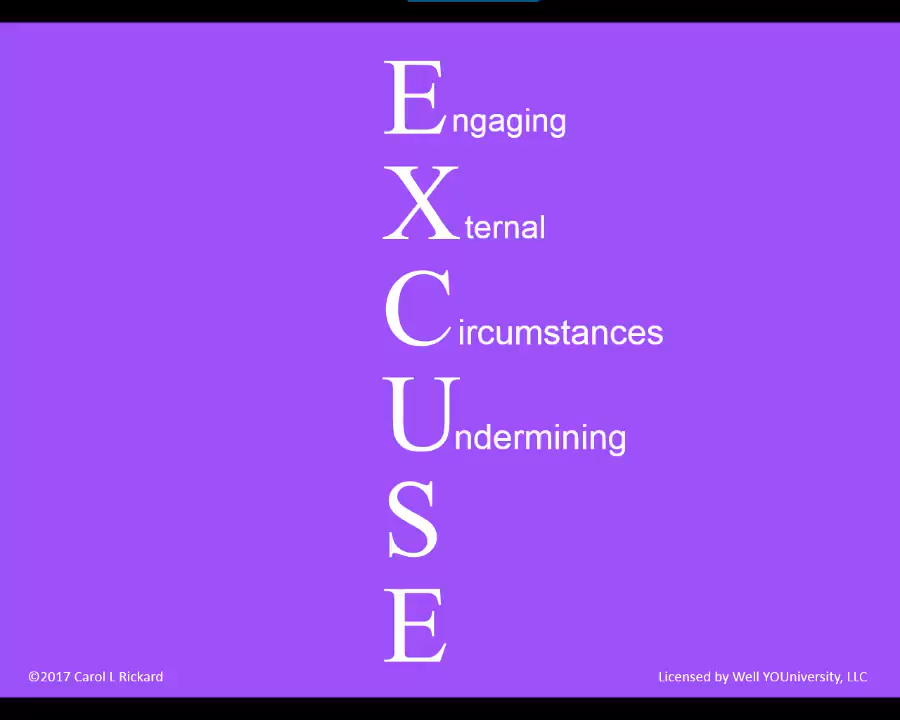 Engaging
Xternal
Circumstances
Undermining
S
E
©2017 Carol L Rickard
Licensed by Well YOUniversity, LLC